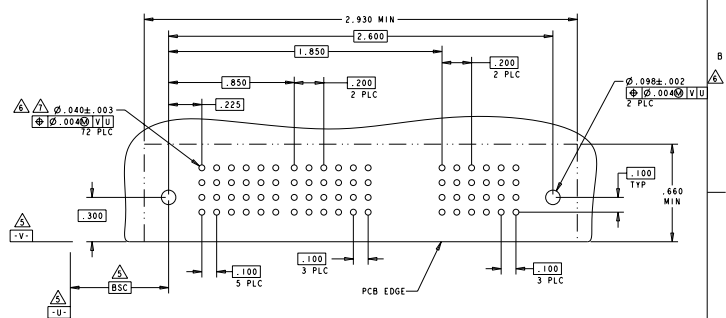 2.930 MIN
2.600
1.850
.850
.200
2 PLC
.200
2 PLC
.225
B
6
7
Ø.040±.003
⌖ Ø.004Ⓜ V U
72 PLC
Ø.098±.002
6
⌖ Ø.004Ⓜ V U
2 PLC
.100
TYP
.660
MIN
.300
5
-V-
.100
5 PLC
.100
3 PLC
.100
3 PLC
PCB EDGE
5
BSC
5
-U-